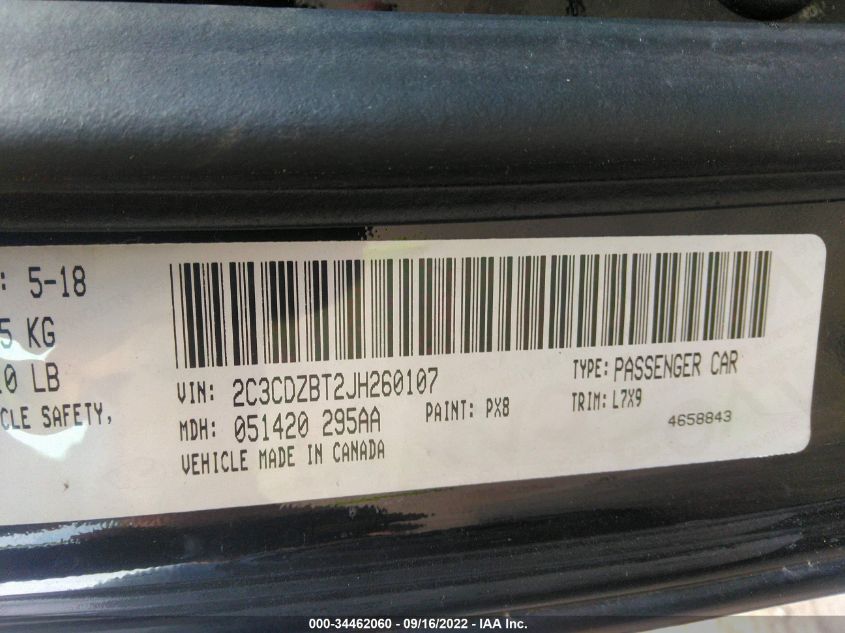 : 5-18
5 KG
0 LB
CLE SAFETY,
VIN: 2C3CDZBT2JH260107
TYPE: PASSENGER CAR
MDH: 051420 295AA
PAINT: PX8
TRIM: L7X9
VEHICLE MADE IN CANADA
4658843
000-34462060 - 09/16/2022 - IAA Inc.